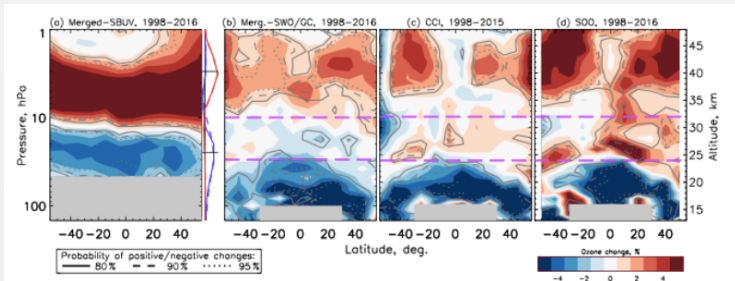 (a) Merged-SBUV, 1998-2016
(b) Merg.-SWO/GC, 1998-2016
(c) CCI, 1998-2015
(d) SOO, 1998-2016
Pressure, hPa
1
10
100
Altitude, km
45
40
35
30
25
20
15
-40 -20 0 20 40
-40 -20 0 20 40
-40 -20 0 20 40
-40 -20 0 20 40
Latitude, deg.
Probability of positive/negative changes:
80% 90% 95%
Ozone change, %
-4 -2 0 2 4